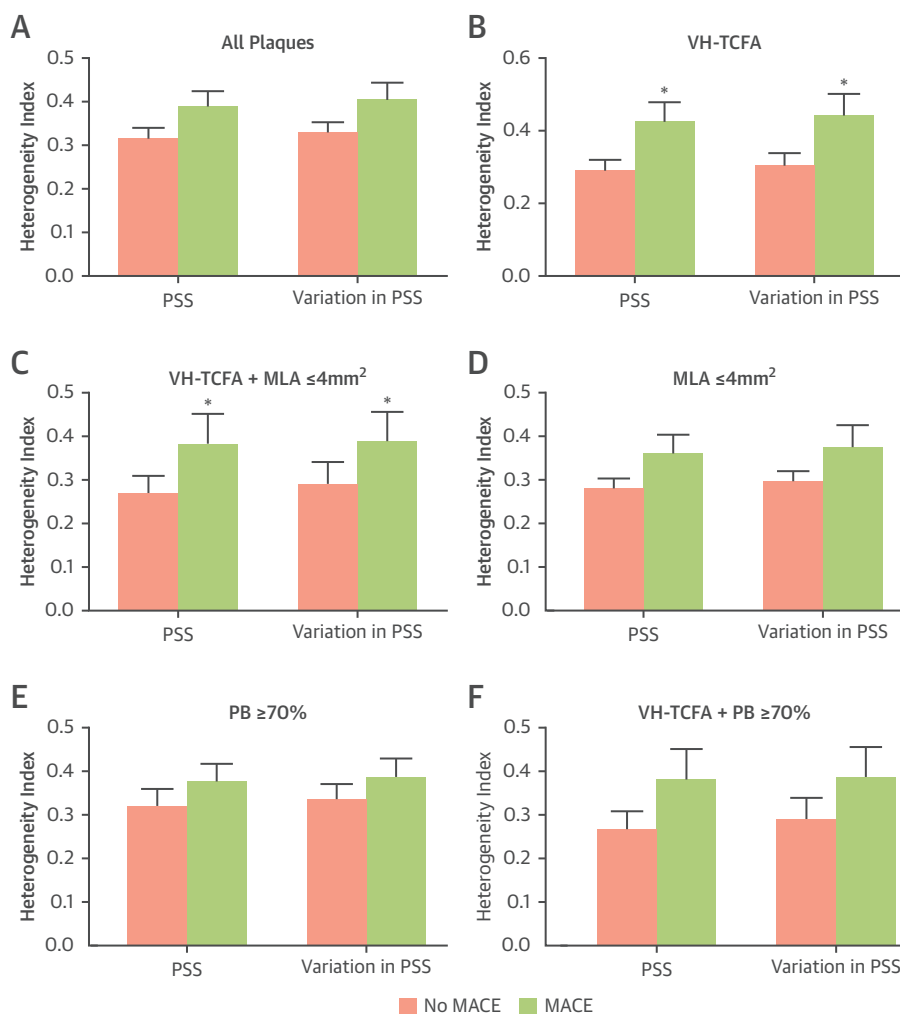 A
All Plaques
Heterogeneity Index
0.5
0.4
0.3
0.2
0.1
0.0
PSS
Variation in PSS
B
VH-TCFA
Heterogeneity Index
0.6
0.4
0.2
0.0
*
*
PSS
Variation in PSS
C
VH-TCFA + MLA ≤4mm²
Heterogeneity Index
0.5
0.4
0.3
0.2
0.1
0.0
*
*
PSS
Variation in PSS
D
MLA ≤4mm²
Heterogeneity Index
0.5
0.4
0.3
0.2
0.1
0.0
PSS
Variation in PSS
E
PB ≥70%
Heterogeneity Index
0.5
0.4
0.3
0.2
0.1
0.0
PSS
Variation in PSS
F
VH-TCFA + PB ≥70%
Heterogeneity Index
0.5
0.4
0.3
0.2
0.1
0.0
PSS
Variation in PSS
No MACE
MACE